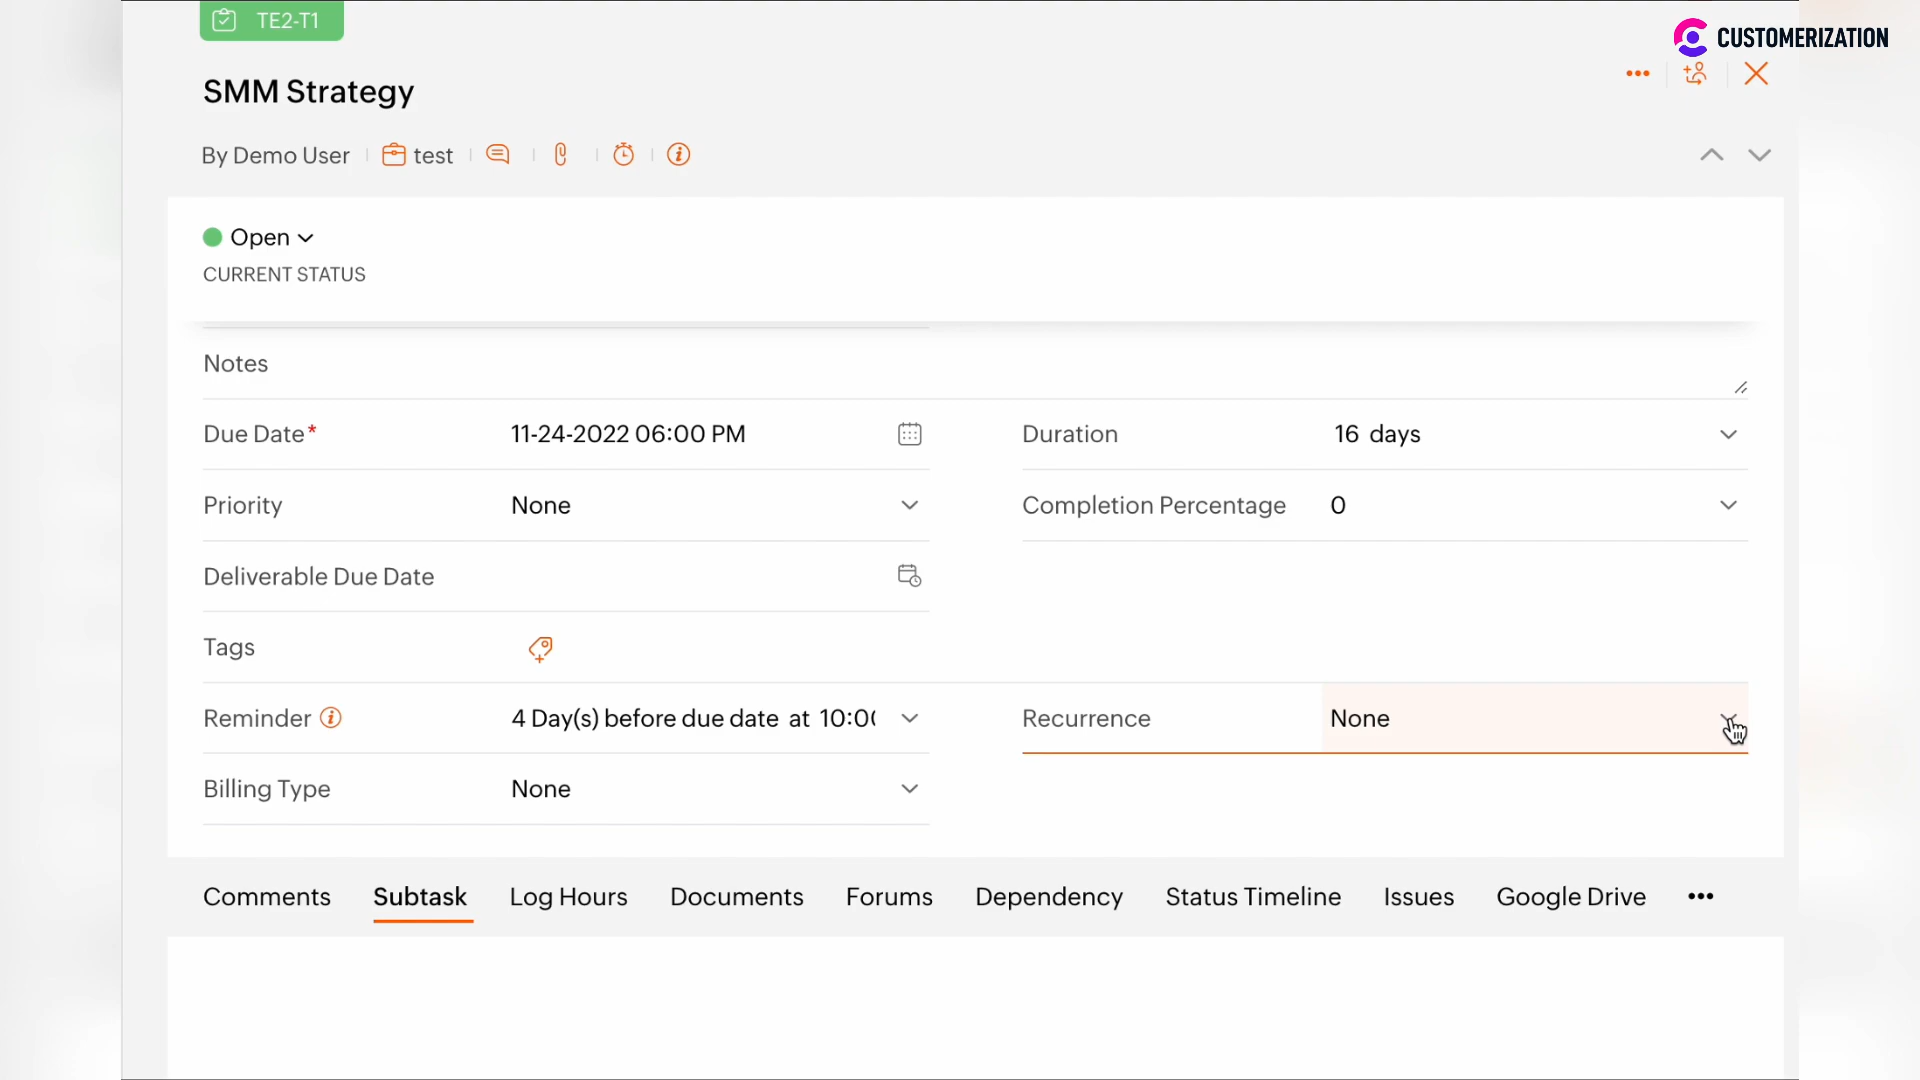 TE2-T1
CUSTOMERIZATION
SMM Strategy
By Demo User test
Open
CURRENT STATUS
Notes
Due Date* 11-24-2022 06:00 PM Duration 16 days
Priority None Completion Percentage 0
Deliverable Due Date
Tags
Reminder 4 Day(s) before due date at 10:00 Recurrence None
Billing Type None
Comments Subtask Log Hours Documents Forums Dependency Status Timeline Issues Google Drive